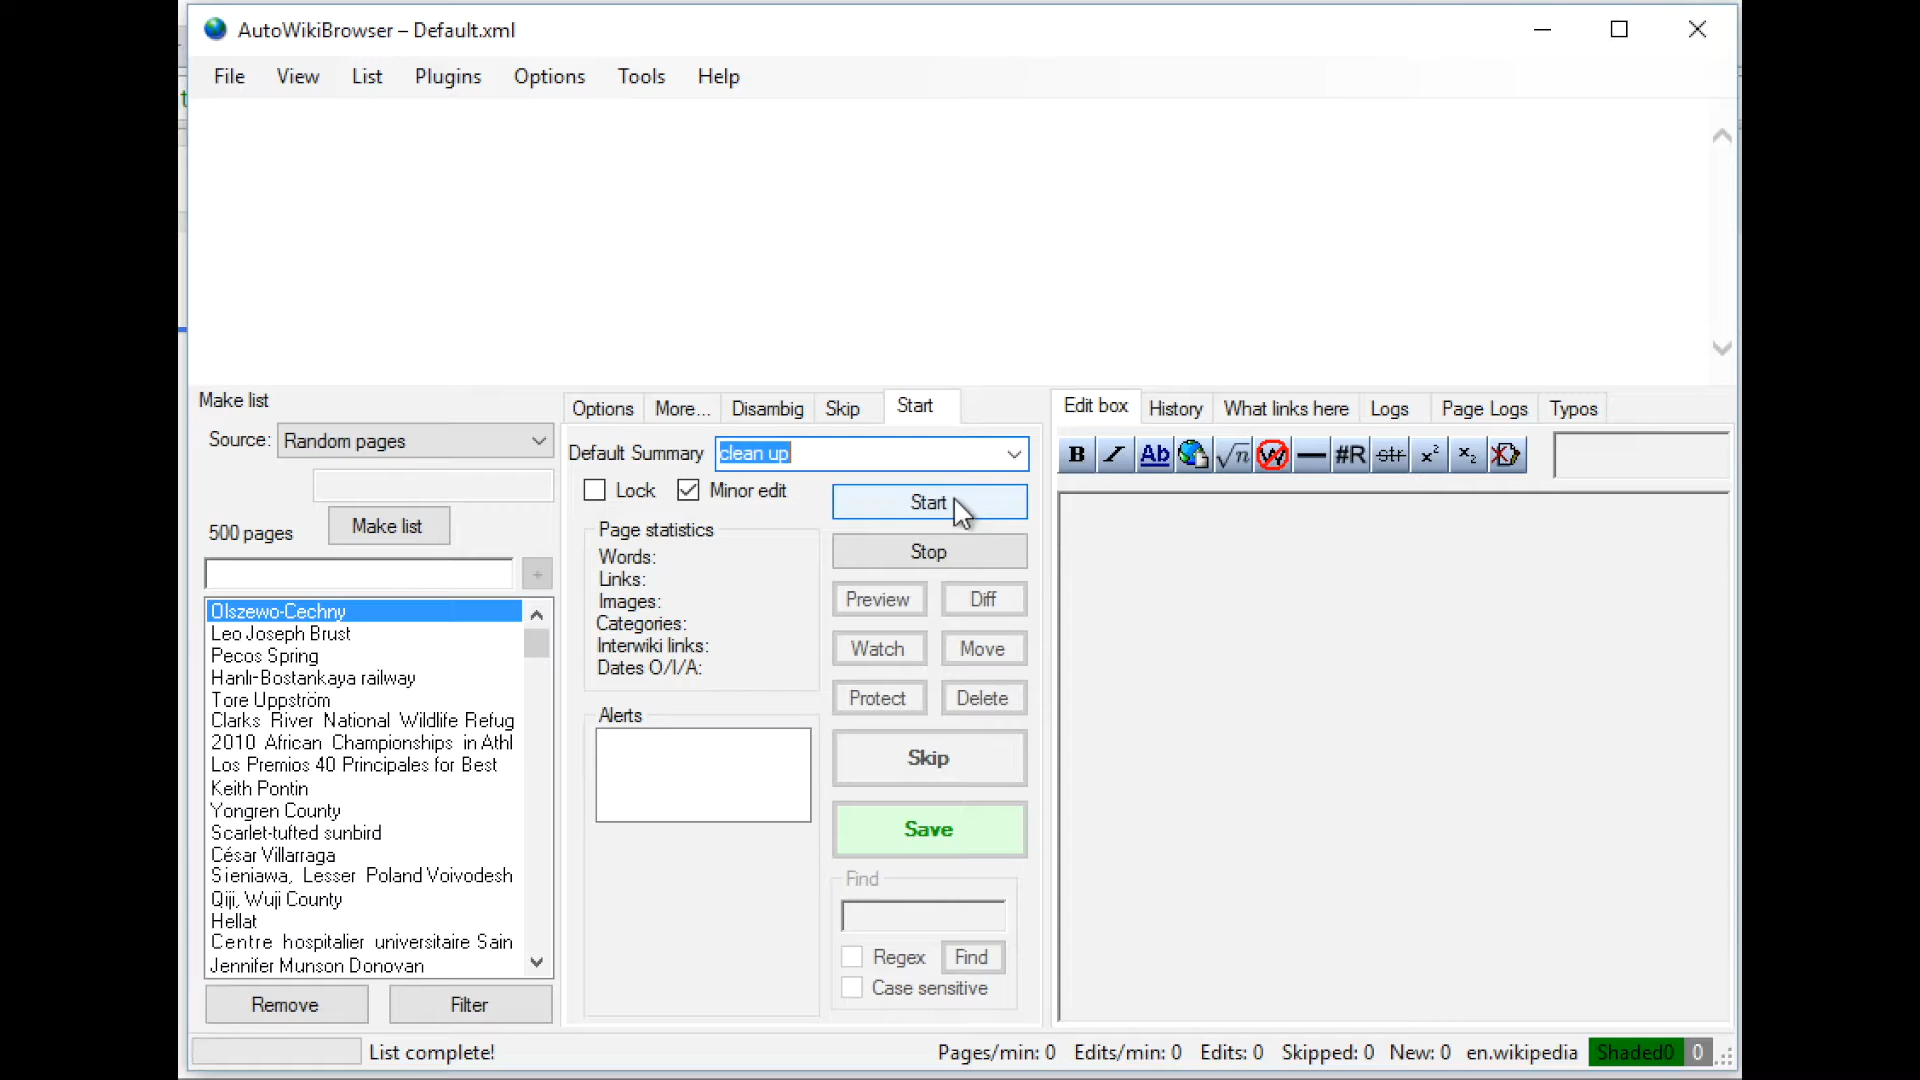 AutoWikiBrowser – Default.xml
File View List Plugins Options Tools Help
Make list
Source: Random pages
500 pages Make list
+
Olszewo-Cechny
Leo Joseph Brust
Pecos Spring
Hanlı-Bostankaya railway
Tore Uppström
Clarks River National Wildlife Refug
2010 African Championships in Athl
Los Premios 40 Principales for Best
Keith Pontin
Yongren County
Scarlet-tufted sunbird
César Villarraga
Sieniawa, Lesser Poland Voivodesh
Qiji, Wuji County
Hellat
Centre hospitalier universitaire Sain
Jennifer Munson Donovan
Remove Filter
Options More... Disambig Skip Start
Default Summary clean up
Lock Minor edit
Start
Page statistics
Words:
Links:
Images:
Categories:
Interwiki links:
Dates O/I/A:
Alerts
Stop
Preview Diff
Watch Move
Protect Delete
Skip
Save
Find
Regex Find
Case sensitive
Edit box History What links here Logs Page Logs Typos
B I Ab √n W — #R str x² x₂
List complete! Pages/min: 0 Edits/min: 0 Edits: 0 Skipped: 0 New: 0 en.wikipedia Shaded0 0